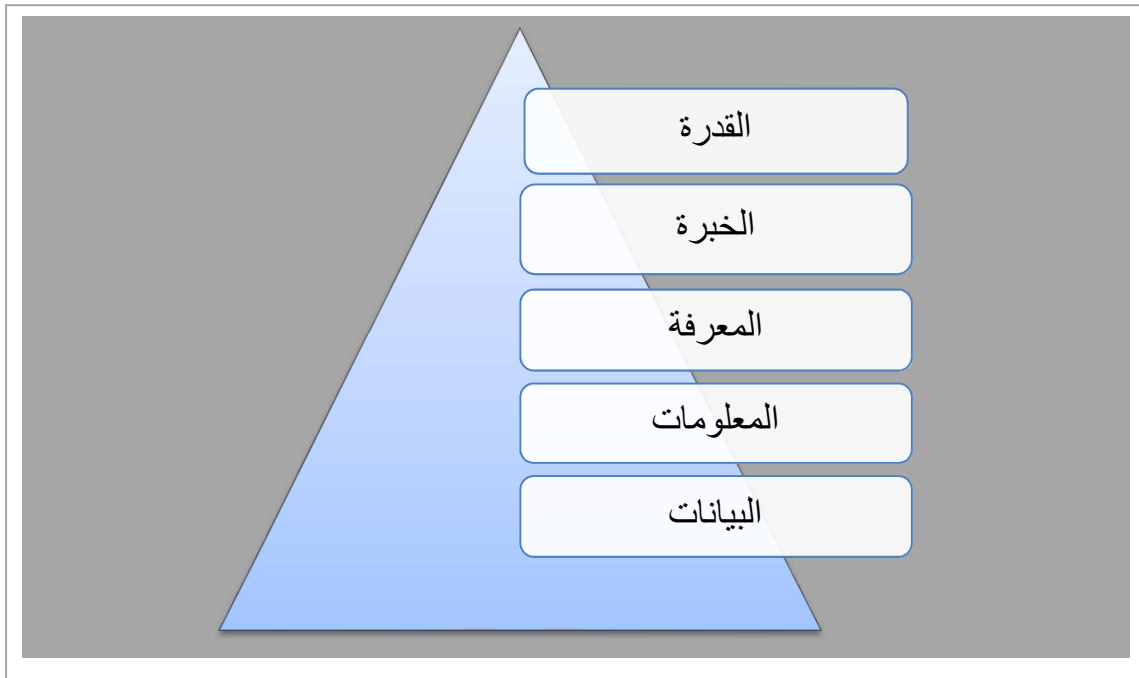 القدرة
الخبرة
المعرفة
المعلومات
البيانات